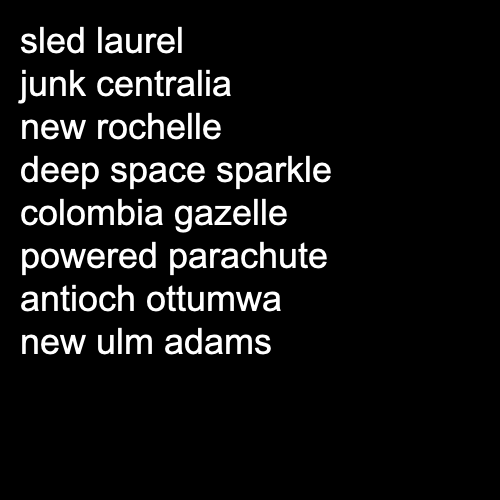 sled laurel
junk centralia
new rochelle
deep space sparkle
colombia gazelle
powered parachute
antioch ottumwa
new ulm adams